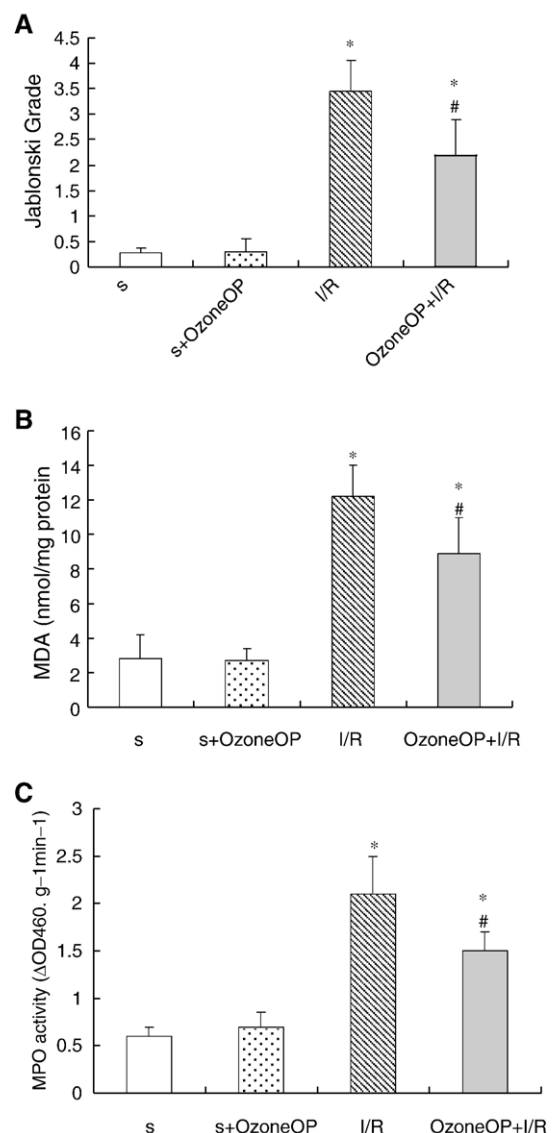 A
4.5
4
3.5
3
2.5
2
1.5
1
0.5
0
Jablonski Grade
*
*
#
s
s+OzoneOP
I/R
OzoneOP+I/R
B
16
14
12
10
8
6
4
2
0
MDA (nmol/mg protein
*
*
#
s s+OzoneOP I/R OzoneOP+I/R
C
3
2.5
2
1.5
1
0.5
0
MPO activity (ΔOD460. g−1min−1)
*
*
#
s s+OzoneOP I/R OzoneOP+I/R